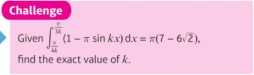 Challenge
Given ∫_{π/4k}^{π/3k} (1 − π sin kx) dx = π(7 − 6√2),
find the exact value of k.